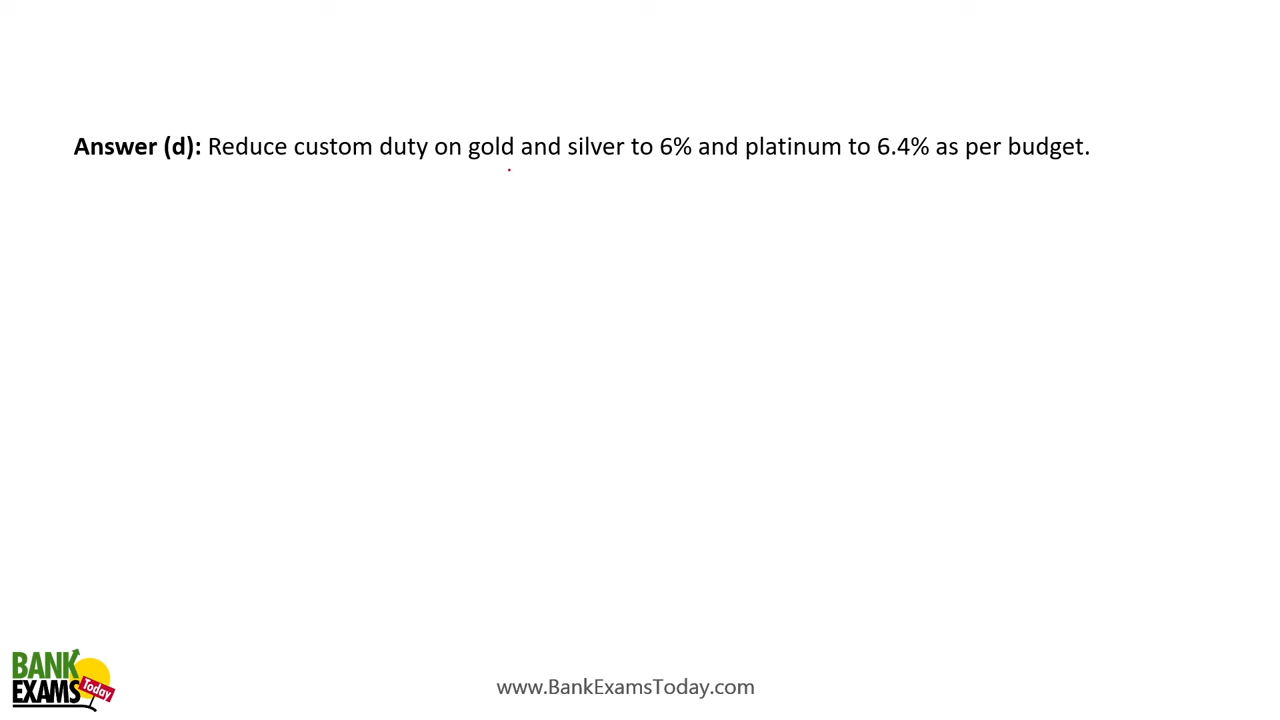 Answer (d): Reduce custom duty on gold and silver to 6% and platinum to 6.4% as per budget.
BANK
EXAMS
Today
www.BankExamsToday.com